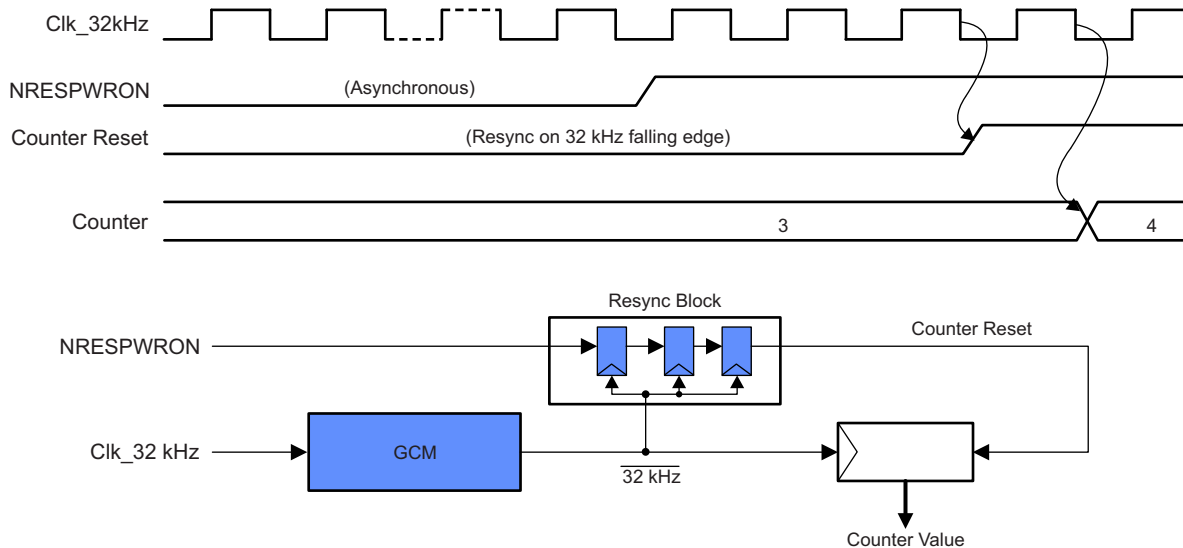 Clk_32kHz
NRESPWRON
(Asynchronous)
Counter Reset
(Resync on 32 kHz falling edge)
Counter
3
4
Resync Block
NRESPWRON
Counter Reset
Clk_32 kHz
GCM
32 kHz
Counter Value